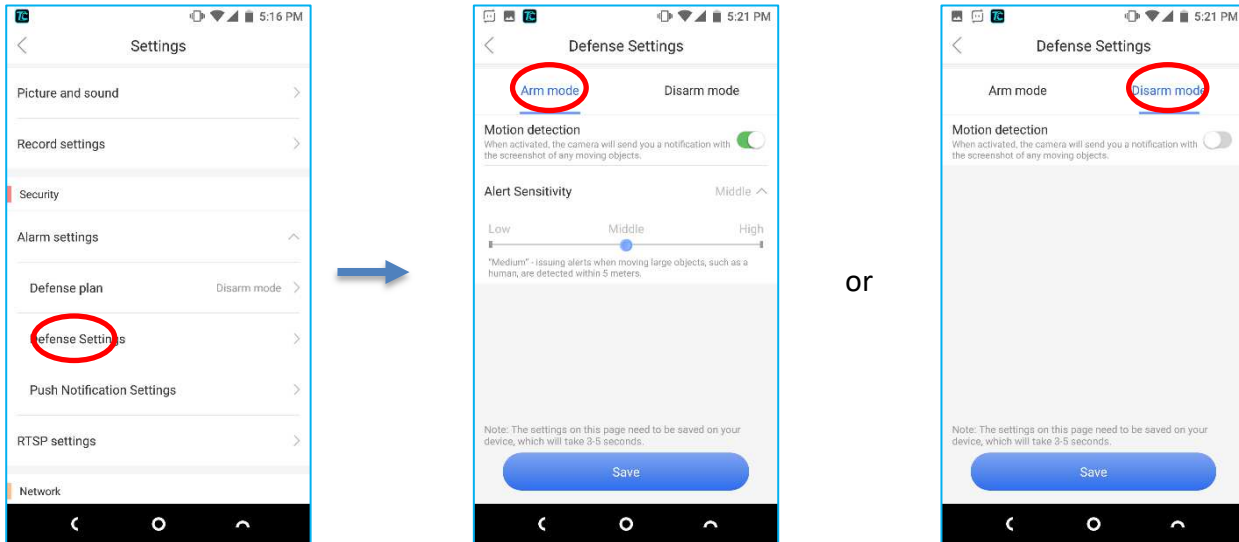 TC
5:16 PM
Settings
Picture and sound
Record settings
Security
Alarm settings
Defense plan Disarm mode
Defense Settings
Push Notification Settings
RTSP settings
Network
TC
5:21 PM
Defense Settings
Arm mode Disarm mode
Motion detection
When activated, the camera will send you a notification with
the screenshot of any moving objects.
Alert Sensitivity Middle
Low Middle High
"Medium" - issuing alerts when moving large objects, such as a
human, are detected within 5 meters.
Note: The settings on this page need to be saved on your
device, which will take 3-5 seconds.
Save
or
TC
5:21 PM
Defense Settings
Arm mode Disarm mode
Motion detection
When activated, the camera will send you a notification with
the screenshot of any moving objects.
Note: The settings on this page need to be saved on your
device, which will take 3-5 seconds.
Save